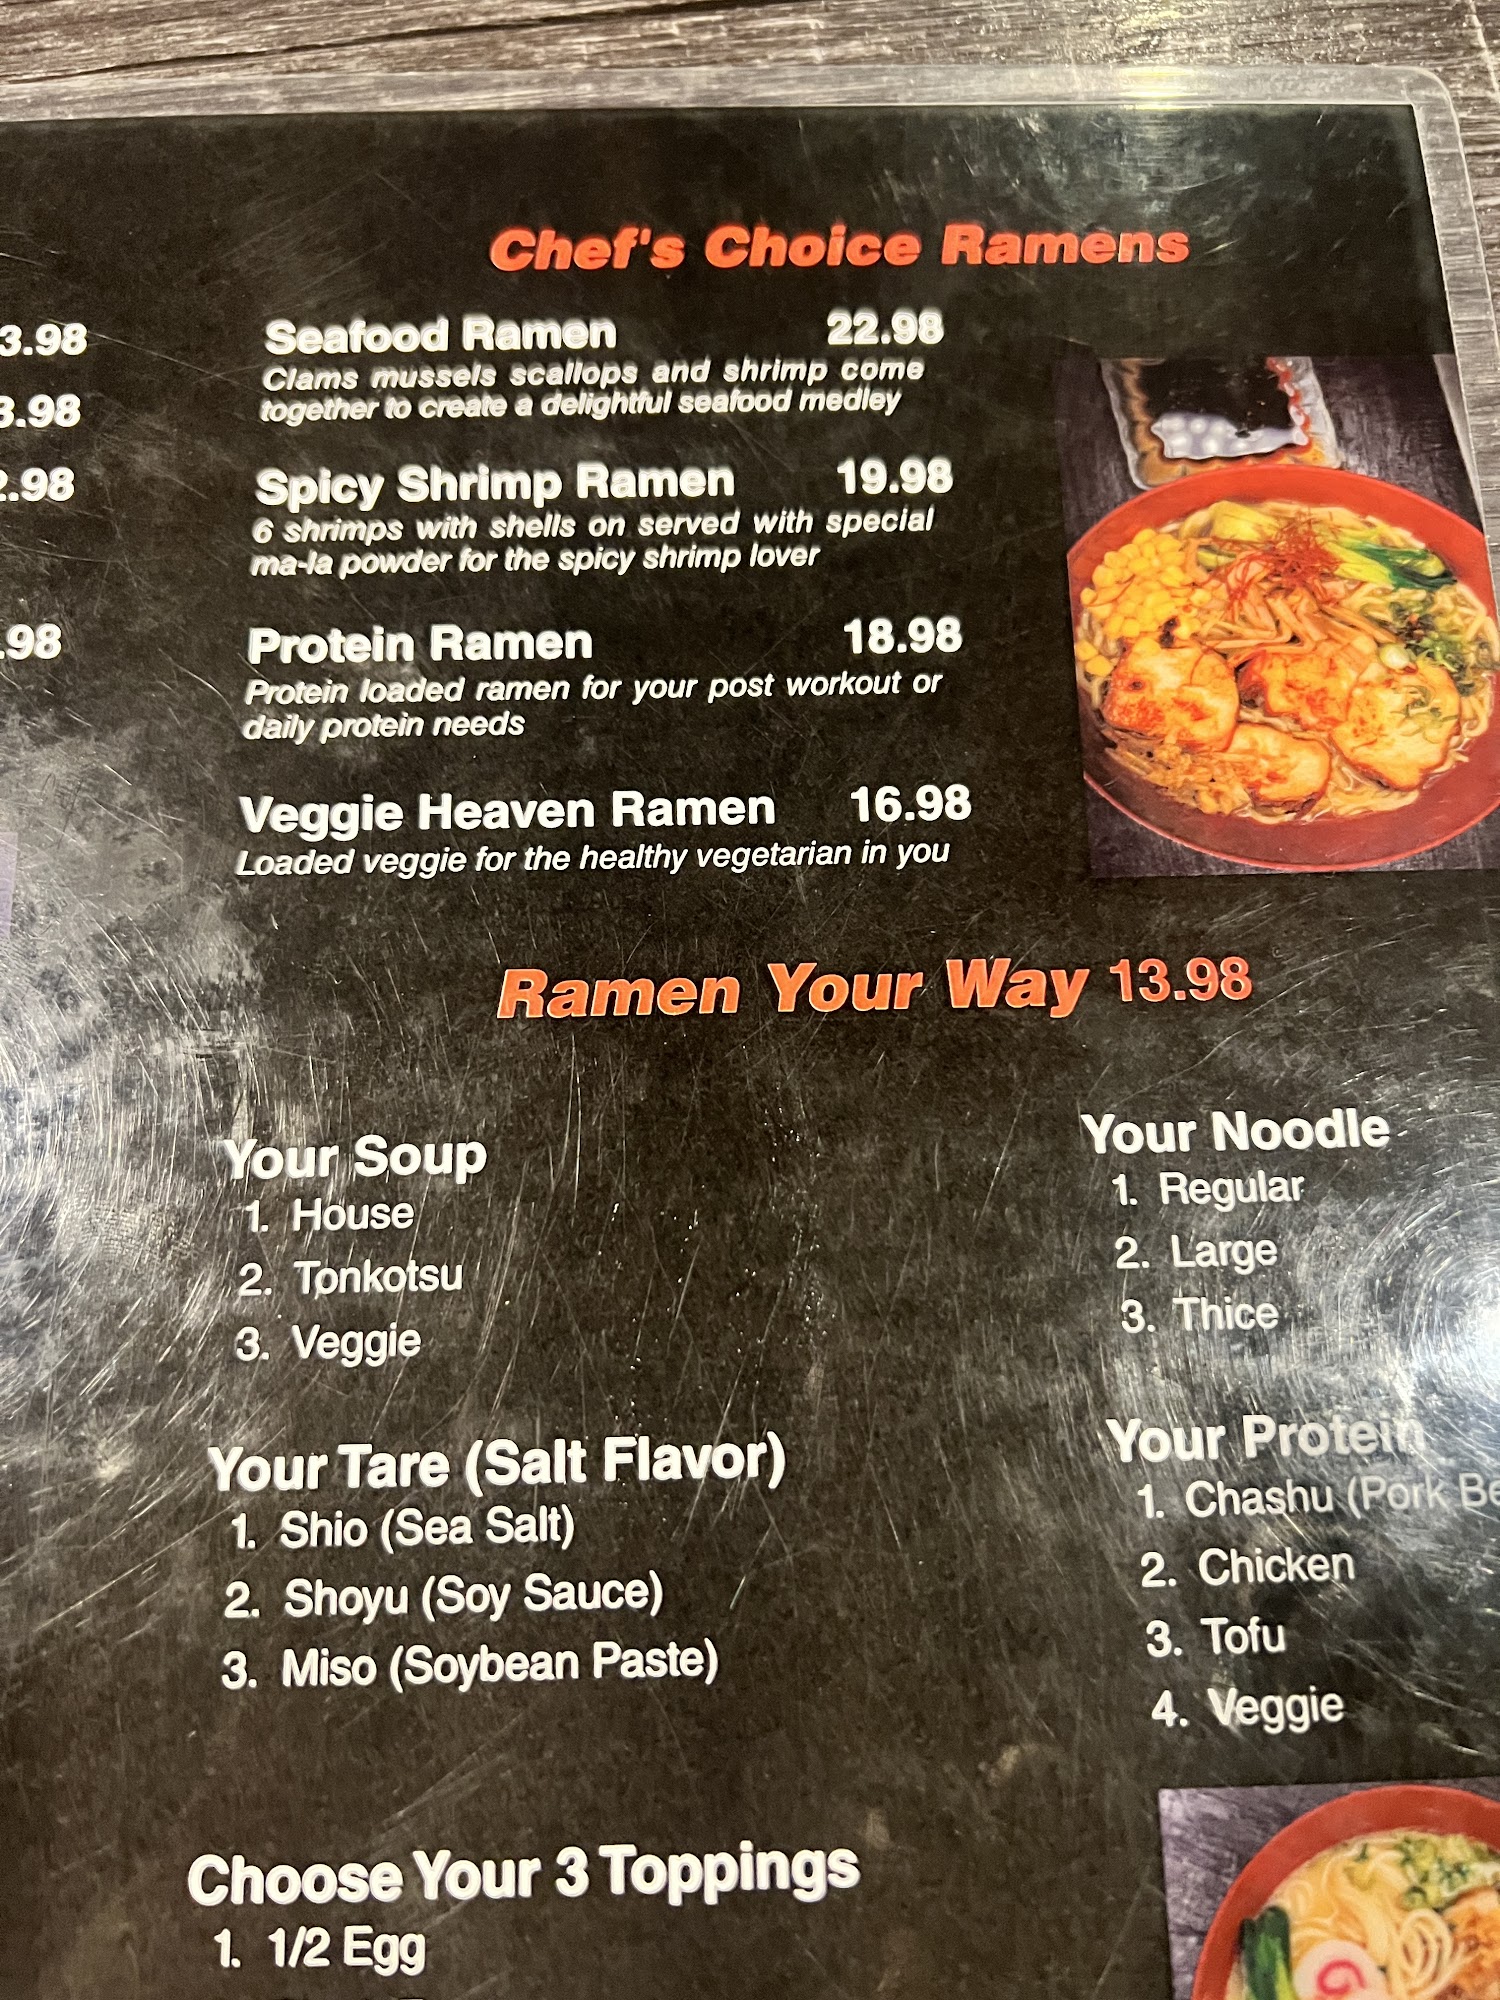 Chef's Choice Ramens
3.98
3.98
2.98
.98
Seafood Ramen 22.98
Clams mussels scallops and shrimp come
together to create a delightful seafood medley
Spicy Shrimp Ramen 19.98
6 shrimps with shells on served with special
ma-la powder for the spicy shrimp lover
Protein Ramen 18.98
Protein loaded ramen for your post workout or
daily protein needs
Veggie Heaven Ramen 16.98
Loaded veggie for the healthy vegetarian in you
Ramen Your Way 13.98
Your Soup
1. House
2. Tonkotsu
3. Veggie
Your Noodle
1. Regular
2. Large
3. Thice
Your Tare (Salt Flavor)
1. Shio (Sea Salt)
2. Shoyu (Soy Sauce)
3. Miso (Soybean Paste)
Your Protein
1. Chashu (Pork Be
2. Chicken
3. Tofu
4. Veggie
Choose Your 3 Toppings
1. 1/2 Egg